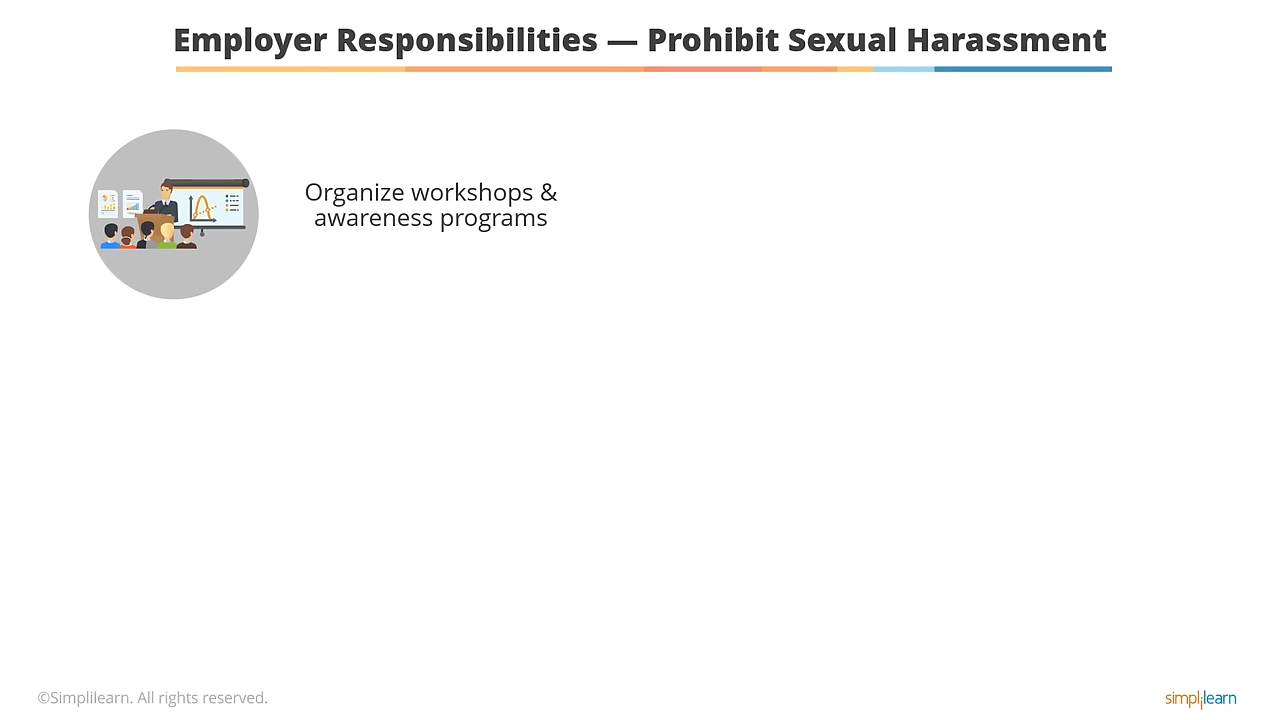 Employer Responsibilities — Prohibit Sexual Harassment
Organize workshops &
awareness programs
©Simplilearn. All rights reserved.
simplilearn